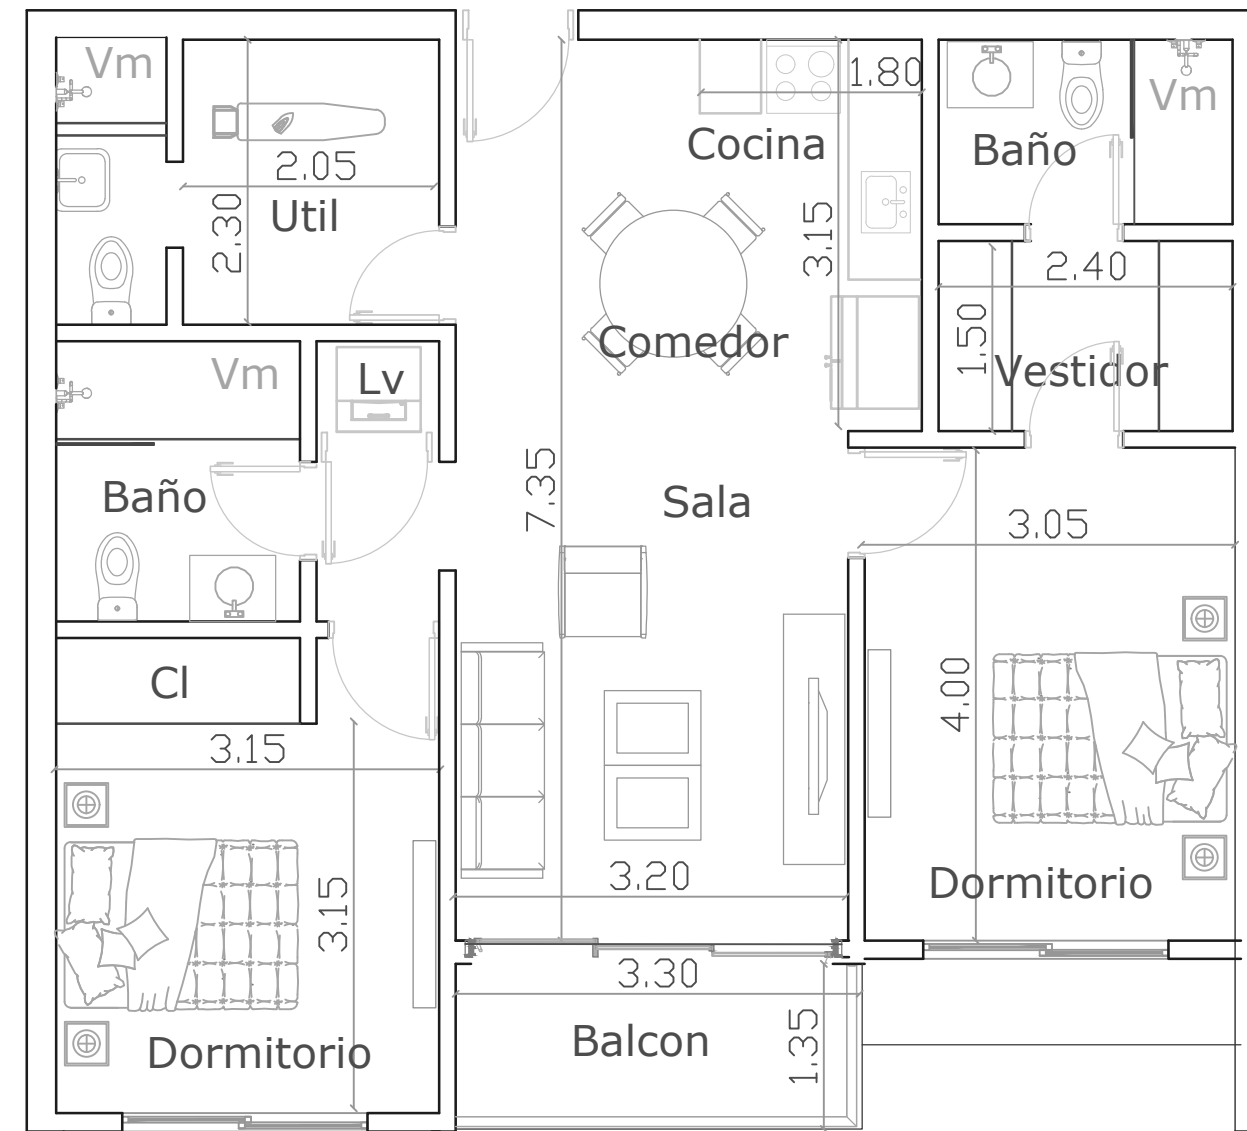 Vm
1.80
Vm
Cocina
Baño
2.05
Util
2.30
3.15
2.40
Comedor
1.50
Vestidor
Vm
Lv
Baño
7.35
Sala
3.05
Cl
4.00
3.15
3.20
Dormitorio
3.15
3.30
Balcon
1.35
Dormitorio